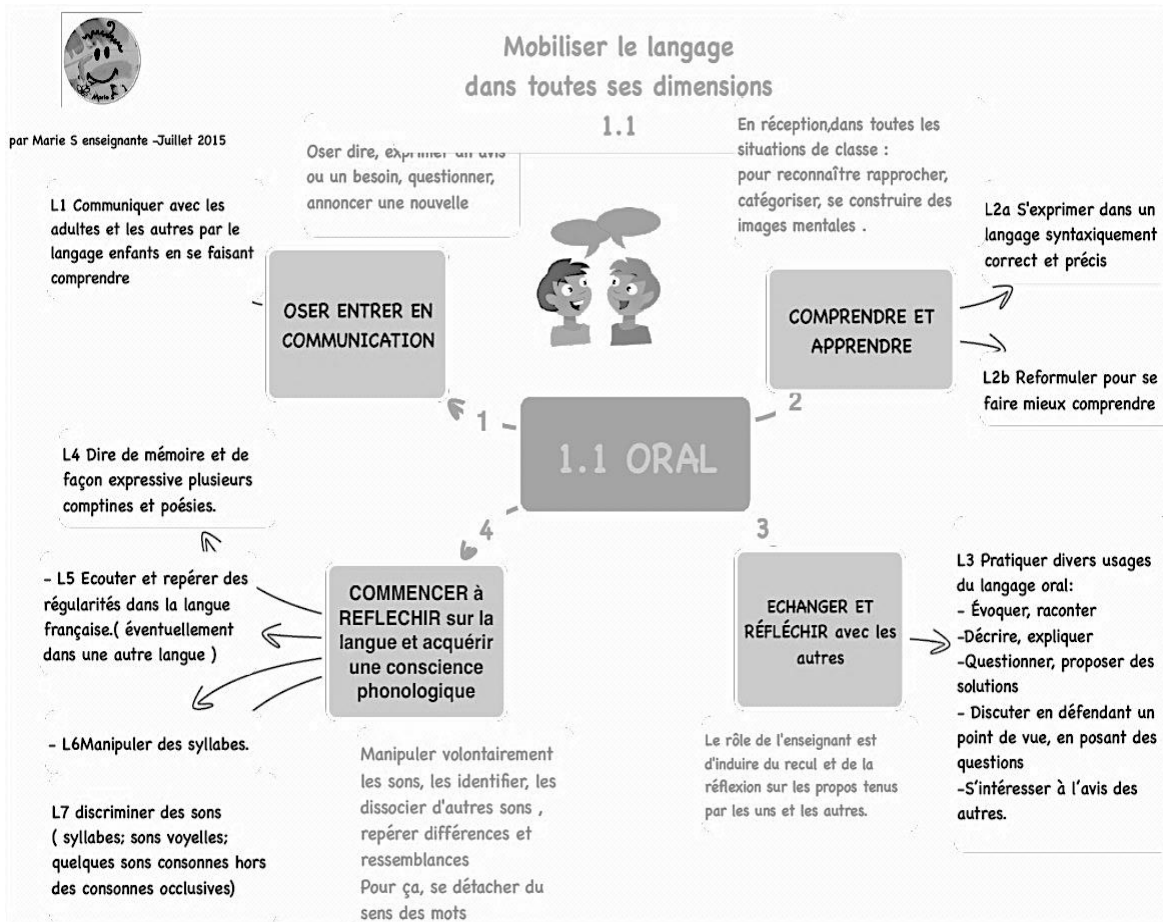 Mobiliser le langage
dans toutes ses dimensions
1.1
Marie S
par Marie S enseignante -Juillet 2015
Oser dire, exprimer un avis
ou un besoin, questionner,
annoncer une nouvelle
En réception,dans toutes les
situations de classe :
pour reconnaître rapprocher,
catégoriser, se construire des
images mentales .
L1 Communiquer avec les
adultes et les autres par le
langage enfants en se faisant
comprendre
OSER ENTRER EN
COMMUNICATION
COMPRENDRE ET
APPRENDRE
L2a S'exprimer dans un
langage syntaxiquement
correct et précis
L2b Reformuler pour se
faire mieux comprendre
1
2
1.1 ORAL
4
3
L4 Dire de mémoire et de
façon expressive plusieurs
comptines et poésies.
- L5 Ecouter et repérer des
régularités dans la langue
française.( éventuellement
dans une autre langue )
- L6Manipuler des syllabes.
L7 discriminer des sons
( syllabes; sons voyelles;
quelques sons consonnes hors
des consonnes occlusives)
COMMENCER à
REFLECHIR sur la
langue et acquérir
une conscience
phonologique
Manipuler volontairement
les sons, les identifier, les
dissocier d'autres sons ,
repérer différences et
ressemblances
Pour ça, se détacher du
sens des mots
ECHANGER ET
RÉFLÉCHIR avec les
autres
Le rôle de l'enseignant est
d'induire du recul et de la
réflexion sur les propos tenus
par les uns et les autres.
L3 Pratiquer divers usages
du langage oral:
- Évoquer, raconter
-Décrire, expliquer
-Questionner, proposer des
solutions
- Discuter en défendant un
point de vue, en posant des
questions
-S'intéresser à l'avis des
autres.